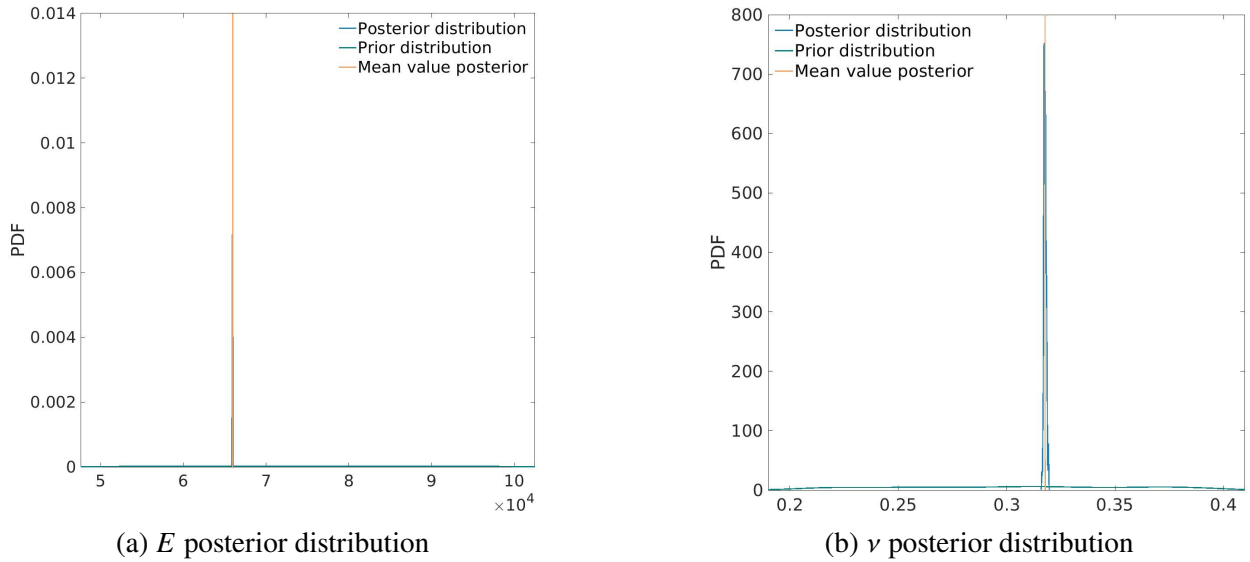 0.014
0.012
0.01
0.008
0.006
0.004
0.002
0
PDF
Posterior distribution
Prior distribution
Mean value posterior
5 6 7 8 9 10
×10⁴
(a) E posterior distribution
800
700
600
500
400
300
200
100
0
PDF
Posterior distribution
Prior distribution
Mean value posterior
0.2 0.25 0.3 0.35 0.4
(b) ν posterior distribution